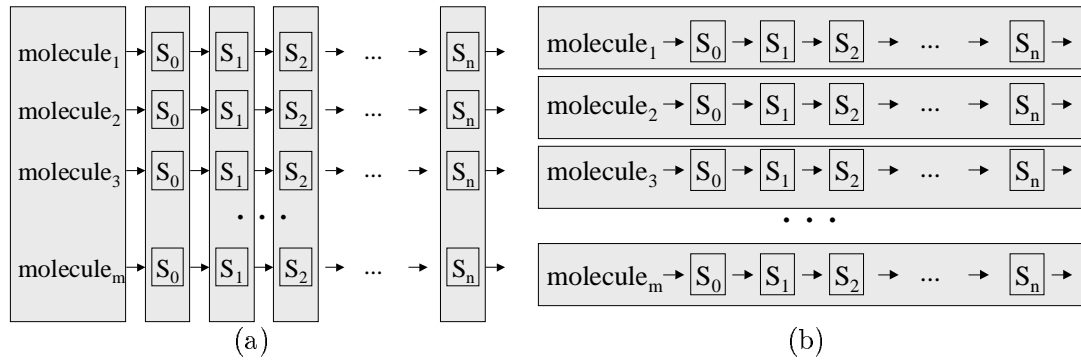 molecule₁ S₀ S₁ S₂ ... Sₙ
molecule₂ S₀ S₁ S₂ ... Sₙ
molecule₃ S₀ S₁ S₂ ... Sₙ
. . .
moleculeₘ S₀ S₁ S₂ ... Sₙ
(a)
molecule₁ S₀ S₁ S₂ ... Sₙ
molecule₂ S₀ S₁ S₂ ... Sₙ
molecule₃ S₀ S₁ S₂ ... Sₙ
. . .
moleculeₘ S₀ S₁ S₂ ... Sₙ
(b)